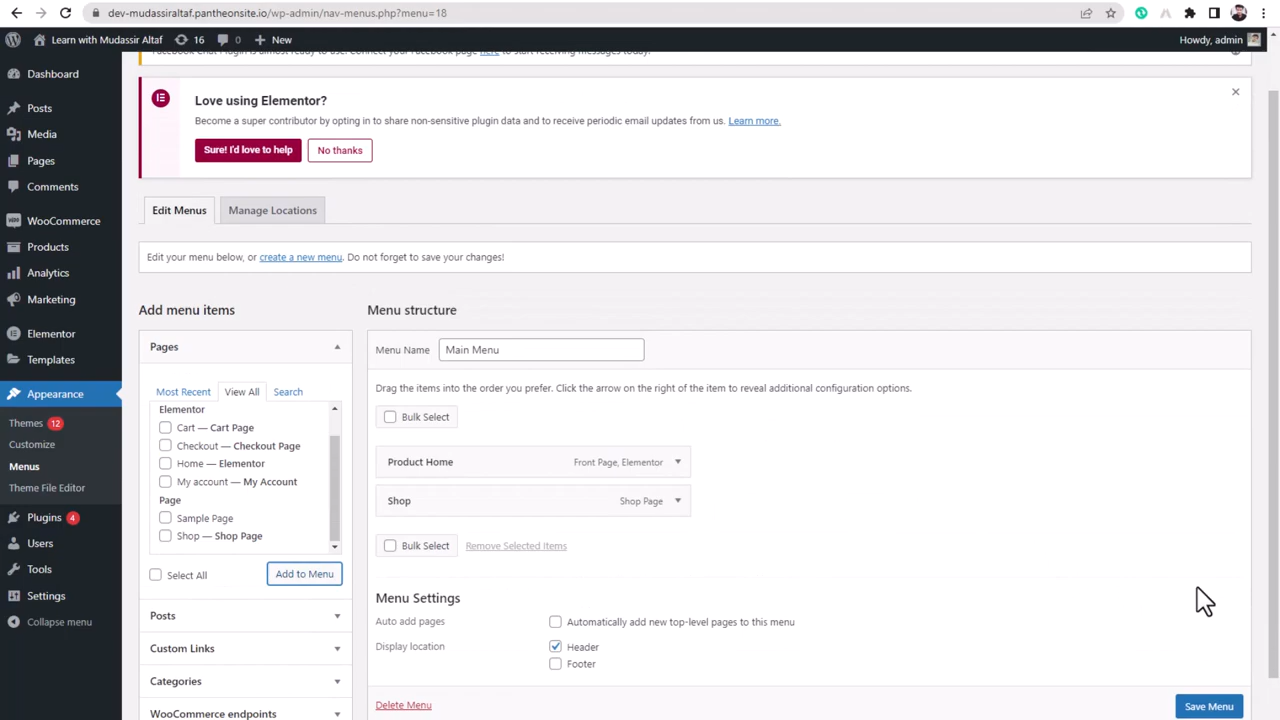 dev-mudassiraltaf.pantheonsite.io/wp-admin/nav-menus.php?menu=18
Learn with Mudassir Altaf 16 0 New Howdy, admin
Facebook Chat Plugin is almost ready to use. Connect your Facebook page here to start receiving messages today.
Dashboard
Posts
Media
Pages
Comments
WooCommerce
Products
Analytics
Marketing
Elementor
Templates
Appearance
Themes 12
Customize
Menus
Theme File Editor
Plugins 4
Users
Tools
Settings
Collapse menu
Love using Elementor?
Become a super contributor by opting in to share non-sensitive plugin data and to receive periodic email updates from us. Learn more.
Sure! I'd love to help No thanks
Edit Menus Manage Locations
Edit your menu below, or create a new menu. Do not forget to save your changes!
Add menu items
Pages
Most Recent View All Search
Elementor
Cart — Cart Page
Checkout — Checkout Page
Home — Elementor
My account — My Account
Page
Sample Page
Shop — Shop Page
Select All Add to Menu
Posts
Custom Links
Categories
WooCommerce endpoints
Menu structure
Menu Name Main Menu
Drag the items into the order you prefer. Click the arrow on the right of the item to reveal additional configuration options.
Bulk Select
Product Home Front Page, Elementor
Shop Shop Page
Bulk Select Remove Selected Items
Menu Settings
Auto add pages Automatically add new top-level pages to this menu
Display location Header
Footer
Delete Menu Save Menu